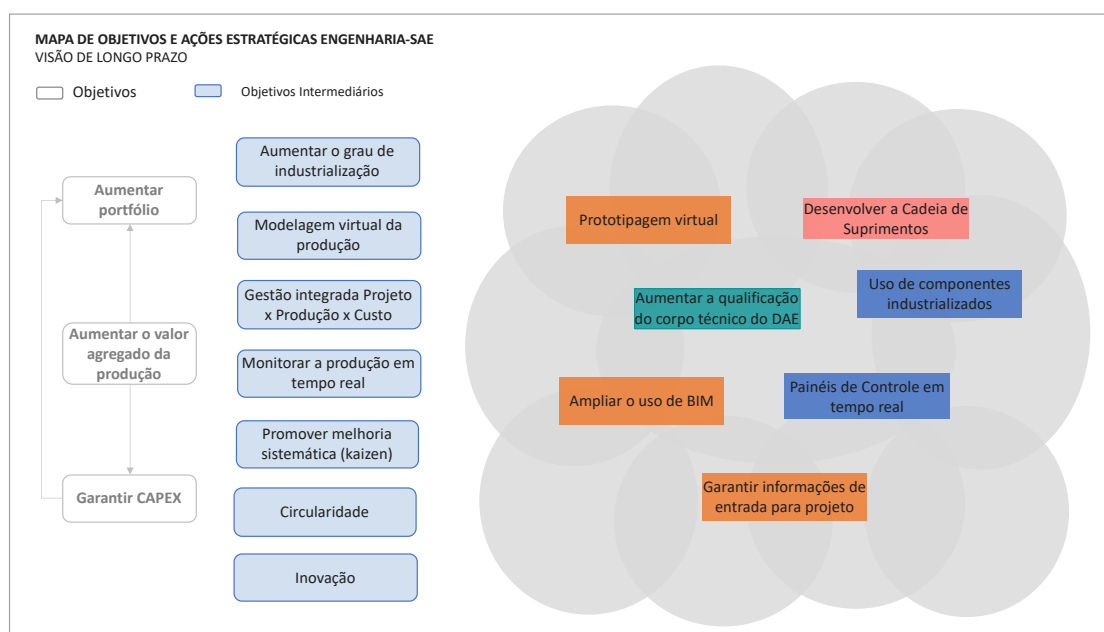 MAPA DE OBJETIVOS E AÇÕES ESTRATÉGICAS ENGENHARIA-SAE
VISÃO DE LONGO PRAZO
Objetivos
Objetivos Intermediários
Aumentar
portfólio
Aumentar o valor
agregado da
produção
Garantir CAPEX
Aumentar o grau de
industrialização
Modelagem virtual da
produção
Gestão integrada Projeto
x Produção x Custo
Monitorar a produção em
tempo real
Promover melhoria
sistemática (kaizen)
Circularidade
Inovação
Prototipagem virtual
Desenvolver a Cadeia de
Suprimentos
Aumentar a qualificação
do corpo técnico do DAE
Uso de componentes
industrializados
Ampliar o uso de BIM
Painéis de Controle em
tempo real
Garantir informações de
entrada para projeto